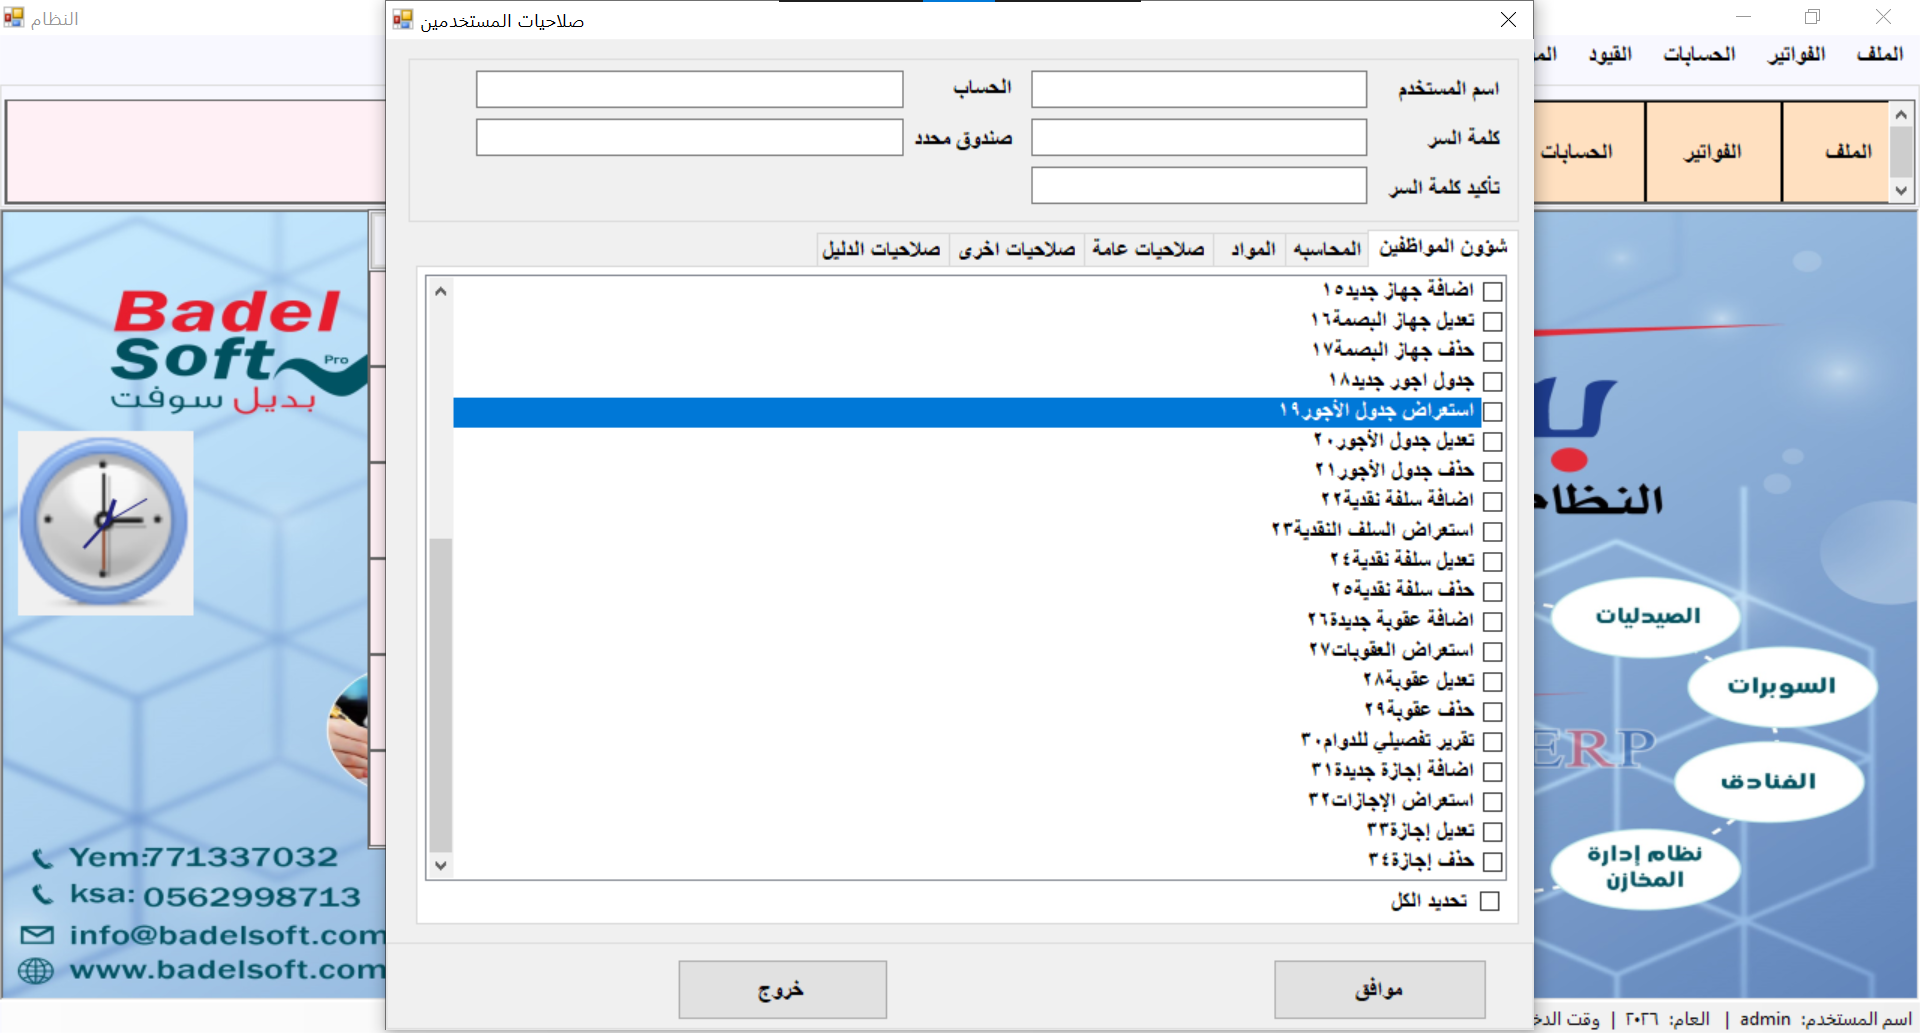 النظام
صلاحيات المستخدمين
الملف
الفواتير
الحسابات
القيود
الملف
الفواتير
الحسابات
اسم المستخدم
الحساب
كلمة السر
صندوق محدد
تأكيد كلمة السر
شؤون المواظفين
المحاسبه
المواد
صلاحيات عامة
صلاحيات اخرى
صلاحيات الدليل
اضافة جهاز جديد١٥
تعديل جهاز البصمة١٦
حذف جهاز البصمة١٧
جدول اجور جديد١٨
استعراض جدول الأجور١٩
تعديل جدول الأجور٢٠
حذف جدول الأجور٢١
اضافة سلفة نقدية٢٢
استعراض السلف النقدية٢٣
تعديل سلفة نقدية٢٤
حذف سلفة نقدية٢٥
اضافة عقوبة جديدة٢٦
استعراض العقوبات٢٧
تعديل عقوبة٢٨
حذف عقوبة٢٩
تقرير تفصيلي للدوام٣٠
اضافة إجازة جديدة٣١
استعراض الإجازات٣٢
تعديل إجازة٣٣
حذف إجازة٣٤
تحديد الكل
موافق
خروج
Badel
Soft Pro
بديل سوفت
Yem:771337032
ksa: 0562998713
info@badelsoft.com
www.badelsoft.com
النظام
الصيدليات
السوبرات
ERP
الفنادق
نظام إدارة
المخازن
اسم المستخدم: admin | العام: ٢٠٢٦ | وقت الدخ